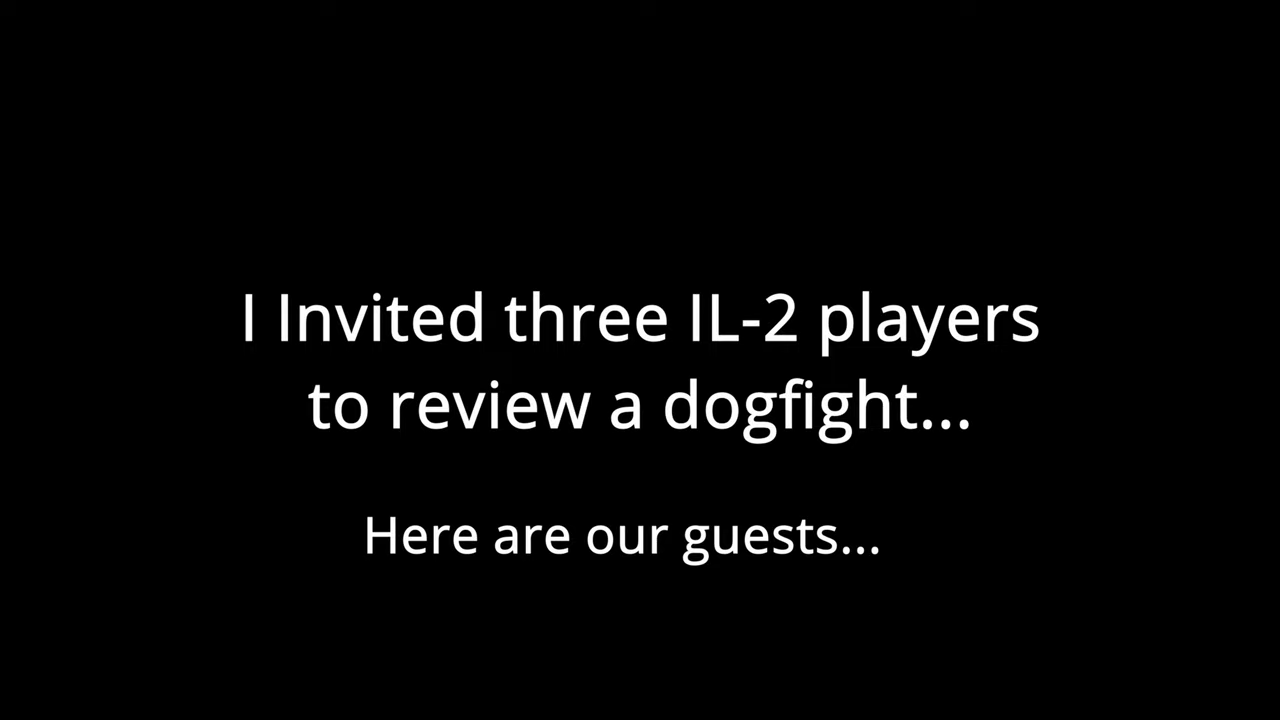 I Invited three IL-2 players
to review a dogfight...
Here are our guests...